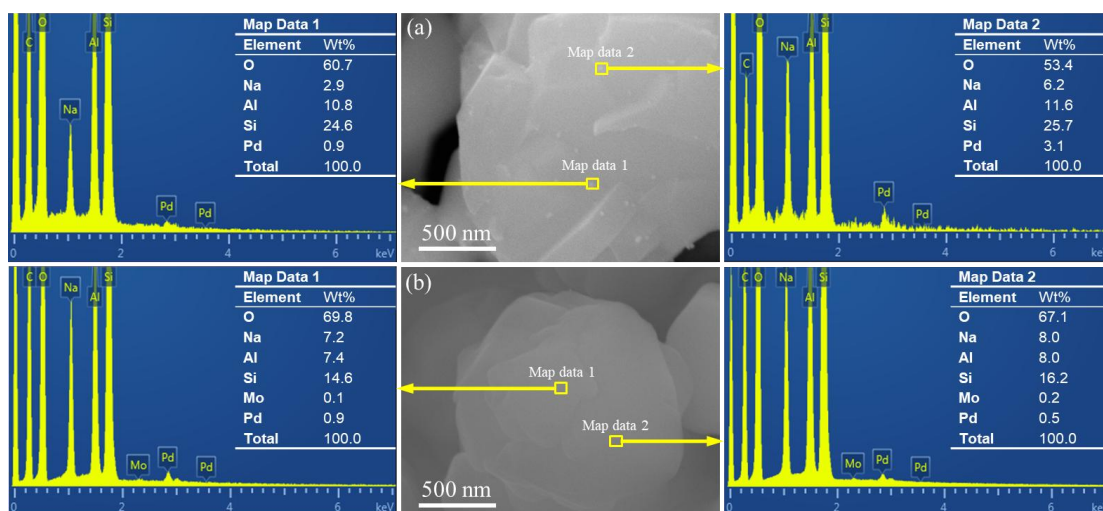 C O Al Si
Na
Pd
Pd
0 2 4 6 keV
Map Data 1
Element Wt%
O 60.7
Na 2.9
Al 10.8
Si 24.6
Pd 0.9
Total 100.0
(a)
Map data 2
Map data 1
500 nm
O Si
Na Al
C
Pd
Pd
0 2 4 6 keV
Map Data 2
Element Wt%
O 53.4
Na 6.2
Al 11.6
Si 25.7
Pd 3.1
Total 100.0
C O Si
Na Al
Mo Pd Pd
0 2 4 6 keV
Map Data 1
Element Wt%
O 69.8
Na 7.2
Al 7.4
Si 14.6
Mo 0.1
Pd 0.9
Total 100.0
(b)
Map data 1
Map data 2
500 nm
C O Na Si
Al
Mo Pd Pd
0 2 4 6 keV
Map Data 2
Element Wt%
O 67.1
Na 8.0
Al 8.0
Si 16.2
Mo 0.2
Pd 0.5
Total 100.0